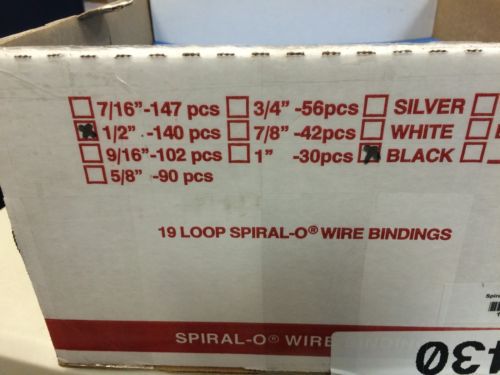 7/16"-147 pcs 3/4" -56pcs SILVER
1/2" -140 pcs 7/8" -42pcs WHITE
9/16"-102 pcs 1" -30pcs BLACK
5/8" -90 pcs
19 LOOP SPIRAL-O® WIRE BINDINGS
SPIRAL-O® WIRE BINDING
430